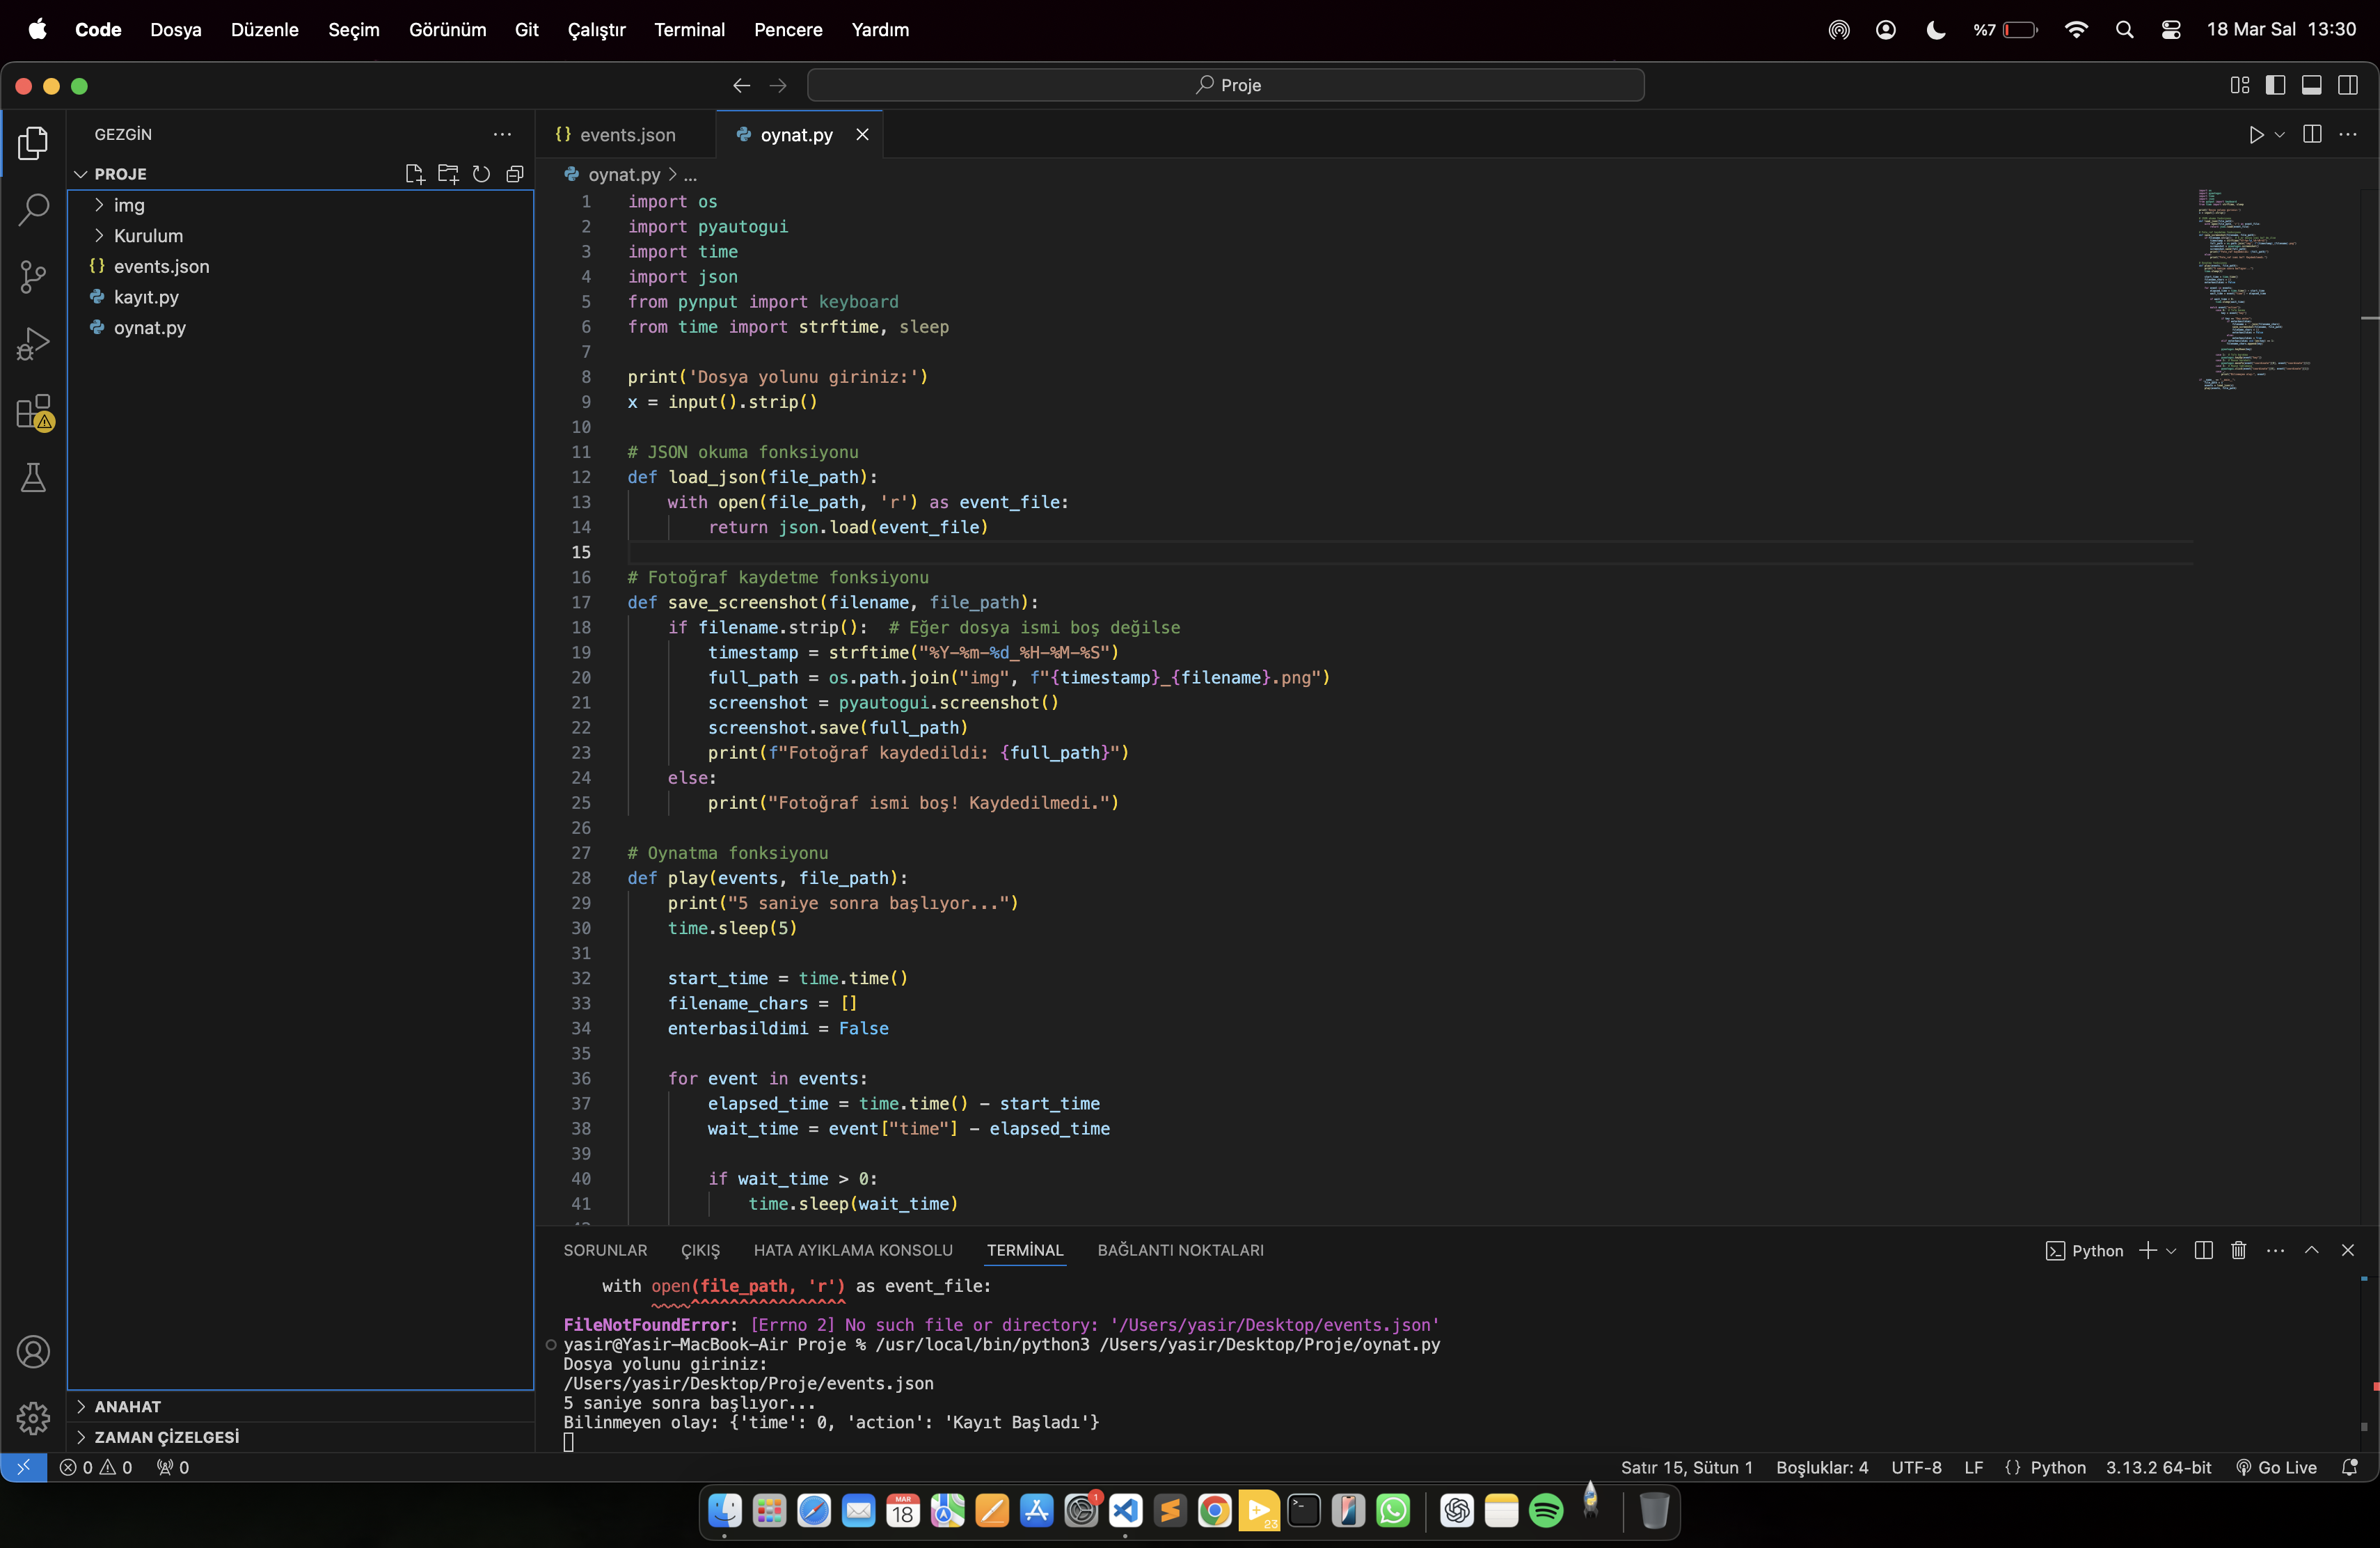 Code Dosya Düzenle Seçim Görünüm Git Çalıştır Terminal Pencere Yardım %7 18 Mar Sal 13:30
Proje
GEZGİN
PROJE
img
Kurulum
{} events.json
kayıt.py
oynat.py
ANAHAT
ZAMAN ÇİZELGESİ
{} events.json oynat.py
oynat.py > ...
1 import os
2 import pyautogui
3 import time
4 import json
5 from pynput import keyboard
6 from time import strftime, sleep
7
8 print('Dosya yolunu giriniz:')
9 x = input().strip()
10
11 # JSON okuma fonksiyonu
12 def load_json(file_path):
13     with open(file_path, 'r') as event_file:
14         return json.load(event_file)
15
16 # Fotoğraf kaydetme fonksiyonu
17 def save_screenshot(filename, file_path):
18     if filename.strip():  # Eğer dosya ismi boş değilse
19         timestamp = strftime("%Y-%m-%d_%H-%M-%S")
20         full_path = os.path.join("img", f"{timestamp}_{filename}.png")
21         screenshot = pyautogui.screenshot()
22         screenshot.save(full_path)
23         print(f"Fotoğraf kaydedildi: {full_path}")
24     else:
25         print("Fotoğraf ismi boş! Kaydedilmedi.")
26
27 # Oynatma fonksiyonu
28 def play(events, file_path):
29     print("5 saniye sonra başlıyor...")
30     time.sleep(5)
31
32     start_time = time.time()
33     filename_chars = []
34     enterbasildimi = False
35
36     for event in events:
37         elapsed_time = time.time() - start_time
38         wait_time = event["time"] - elapsed_time
39
40         if wait_time > 0:
41             time.sleep(wait_time)
SORUNLAR ÇIKIŞ HATA AYIKLAMA KONSOLU TERMİNAL BAĞLANTI NOKTALARI Python
with open(file_path, 'r') as event_file:
~~~~^^^^^^^^^^^^^^^^
FileNotFoundError: [Errno 2] No such file or directory: '/Users/yasir/Desktop/events.json'
yasir@Yasir-MacBook-Air Proje % /usr/local/bin/python3 /Users/yasir/Desktop/Proje/oynat.py
Dosya yolunu giriniz:
/Users/yasir/Desktop/Proje/events.json
5 saniye sonra başlıyor...
Bilinmeyen olay: {'time': 0, 'action': 'Kayıt Başladı'}
0 0 0 Satır 15, Sütun 1 Boşluklar: 4 UTF-8 LF {} Python 3.13.2 64-bit Go Live
MAR
18
1
23